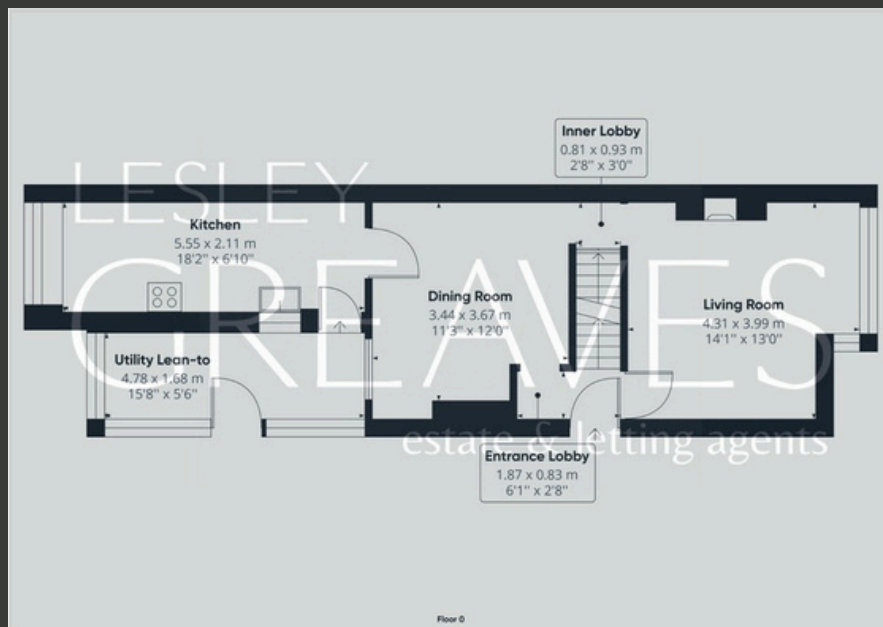 LESLEY
GREAVES
estate & letting agents
Inner Lobby
0.81 x 0.93 m
2'8" x 3'0"
Kitchen
5.55 x 2.11 m
18'2" x 6'10"
Dining Room
3.44 x 3.67 m
11'3" x 12'0"
Living Room
4.31 x 3.99 m
14'1" x 13'0"
Utility Lean-to
4.78 x 1.68 m
15'8" x 5'6"
Entrance Lobby
1.87 x 0.83 m
6'1" x 2'8"
Floor 0